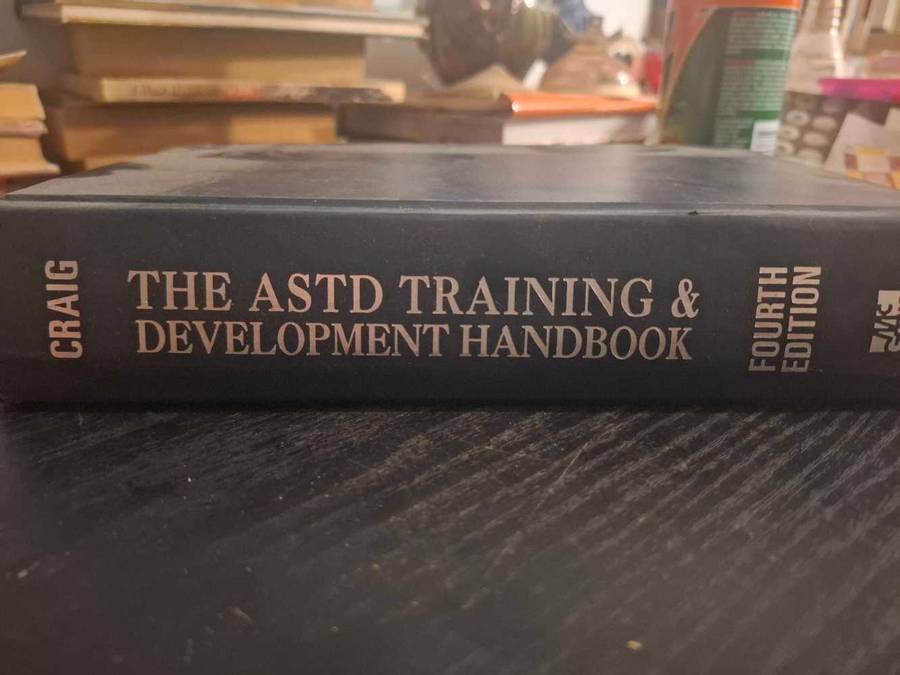 CRAIG
THE ASTD TRAINING &
DEVELOPMENT HANDBOOK
FOURTH
EDITION